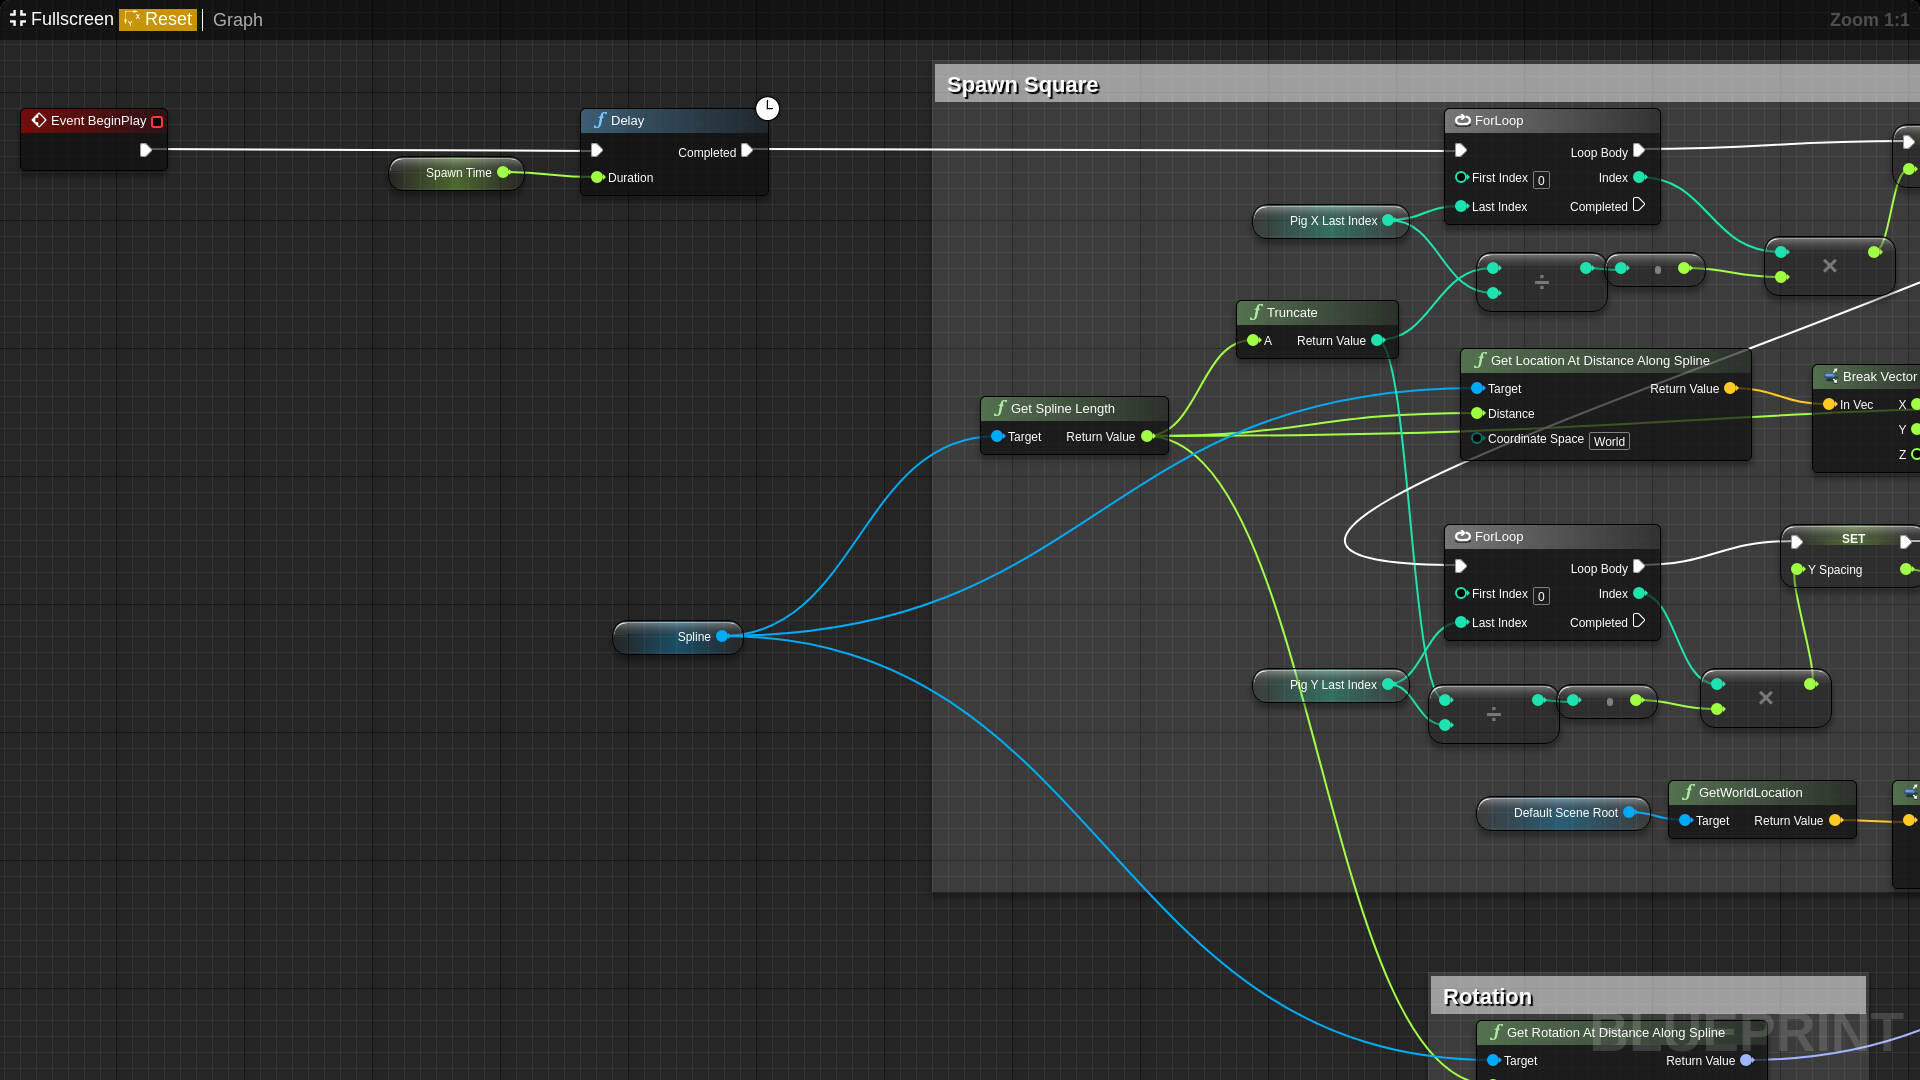 Fullscreen Reset Graph
Zoom 1:1
Spawn Square
Event BeginPlay
Delay
Completed
Duration
Spawn Time
ForLoop
Loop Body
First Index 0 Index
Last Index Completed
Pig X Last Index
÷
×
Truncate
A Return Value
Get Location At Distance Along Spline
Target Return Value
Distance
Coordinate Space World
Break Vector
In Vec X
Y
Z
Get Spline Length
Target Return Value
ForLoop
Loop Body
First Index 0 Index
Last Index Completed
SET
Y Spacing
Spline
Pig Y Last Index
÷
×
Default Scene Root
GetWorldLocation
Target Return Value
Rotation
BLUEPRINT
Get Rotation At Distance Along Spline
Target Return Value